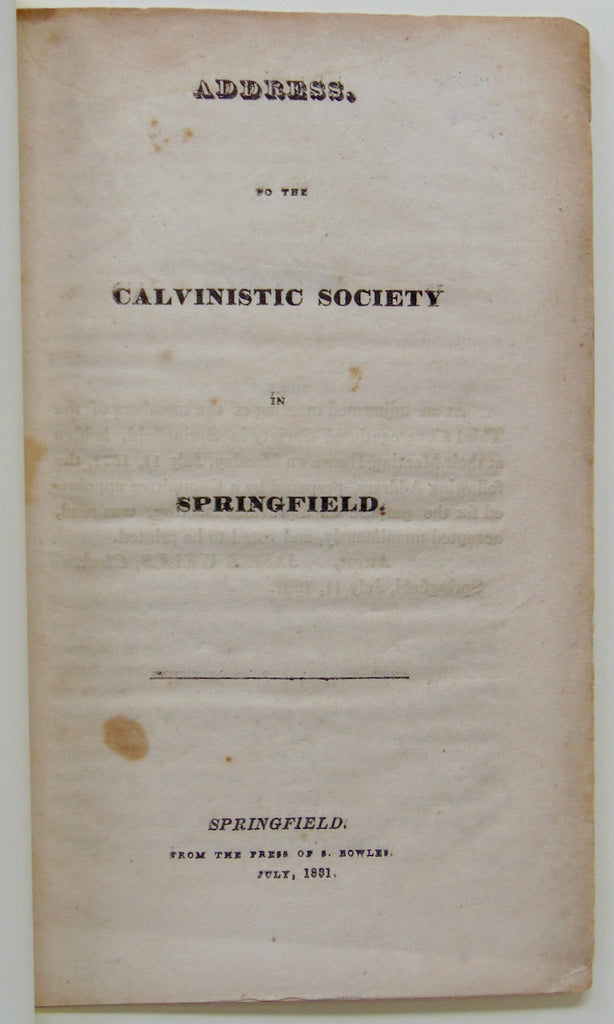 ADDRESS.
TO THE
CALVINISTIC SOCIETY
IN
SPRINGFIELD.
SPRINGFIELD.
FROM THE PRESS OF S. BOWLES.
JULY, 1831.